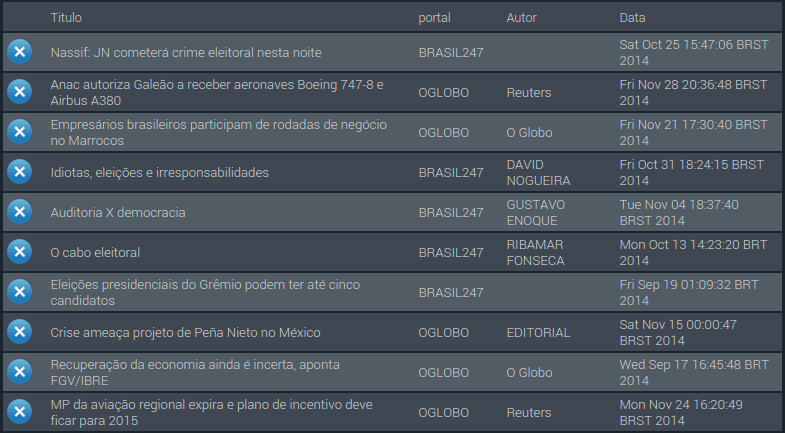 Titulo portal Autor Data
Nassif: JN cometerá crime eleitoral nesta noite BRASIL247 Sat Oct 25 15:47:06 BRST
2014
Anac autoriza Galeão a receber aeronaves Boeing 747-8 e
Airbus A380 OGLOBO Reuters Fri Nov 28 20:36:48 BRST
2014
Empresários brasileiros participam de rodadas de negócio
no Marrocos OGLOBO O Globo Fri Nov 21 17:30:40 BRST
2014
Idiotas, eleições e irresponsabilidades BRASIL247 DAVID
NOGUEIRA Fri Oct 31 18:24:15 BRST
2014
Auditoria X democracia BRASIL247 GUSTAVO
ENOQUE Tue Nov 04 18:37:40
BRST 2014
O cabo eleitoral BRASIL247 RIBAMAR
FONSECA Mon Oct 13 14:23:20 BRT
2014
Eleições presidenciais do Grêmio podem ter até cinco
candidatos BRASIL247 Fri Sep 19 01:09:32 BRT
2014
Crise ameaça projeto de Peña Nieto no México OGLOBO EDITORIAL Sat Nov 15 00:00:47
BRST 2014
Recuperação da economia ainda é incerta, aponta
FGV/IBRE OGLOBO O Globo Wed Sep 17 16:45:48 BRT
2014
MP da aviação regional expira e plano de incentivo deve
ficar para 2015 OGLOBO Reuters Mon Nov 24 16:20:49
BRST 2014